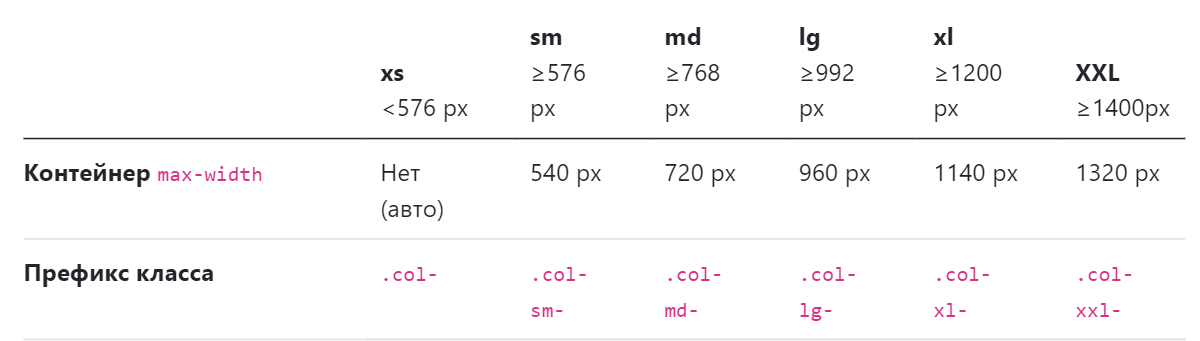 sm md lg xl
xs ≥576 ≥768 ≥992 ≥1200 XXL
<576 px px px px px ≥1400px
Контейнер max-width Нет 540 px 720 px 960 px 1140 px 1320 px
(авто)
Префикс класса .col- .col- .col- .col- .col- .col-
sm- md- lg- xl- xxl-